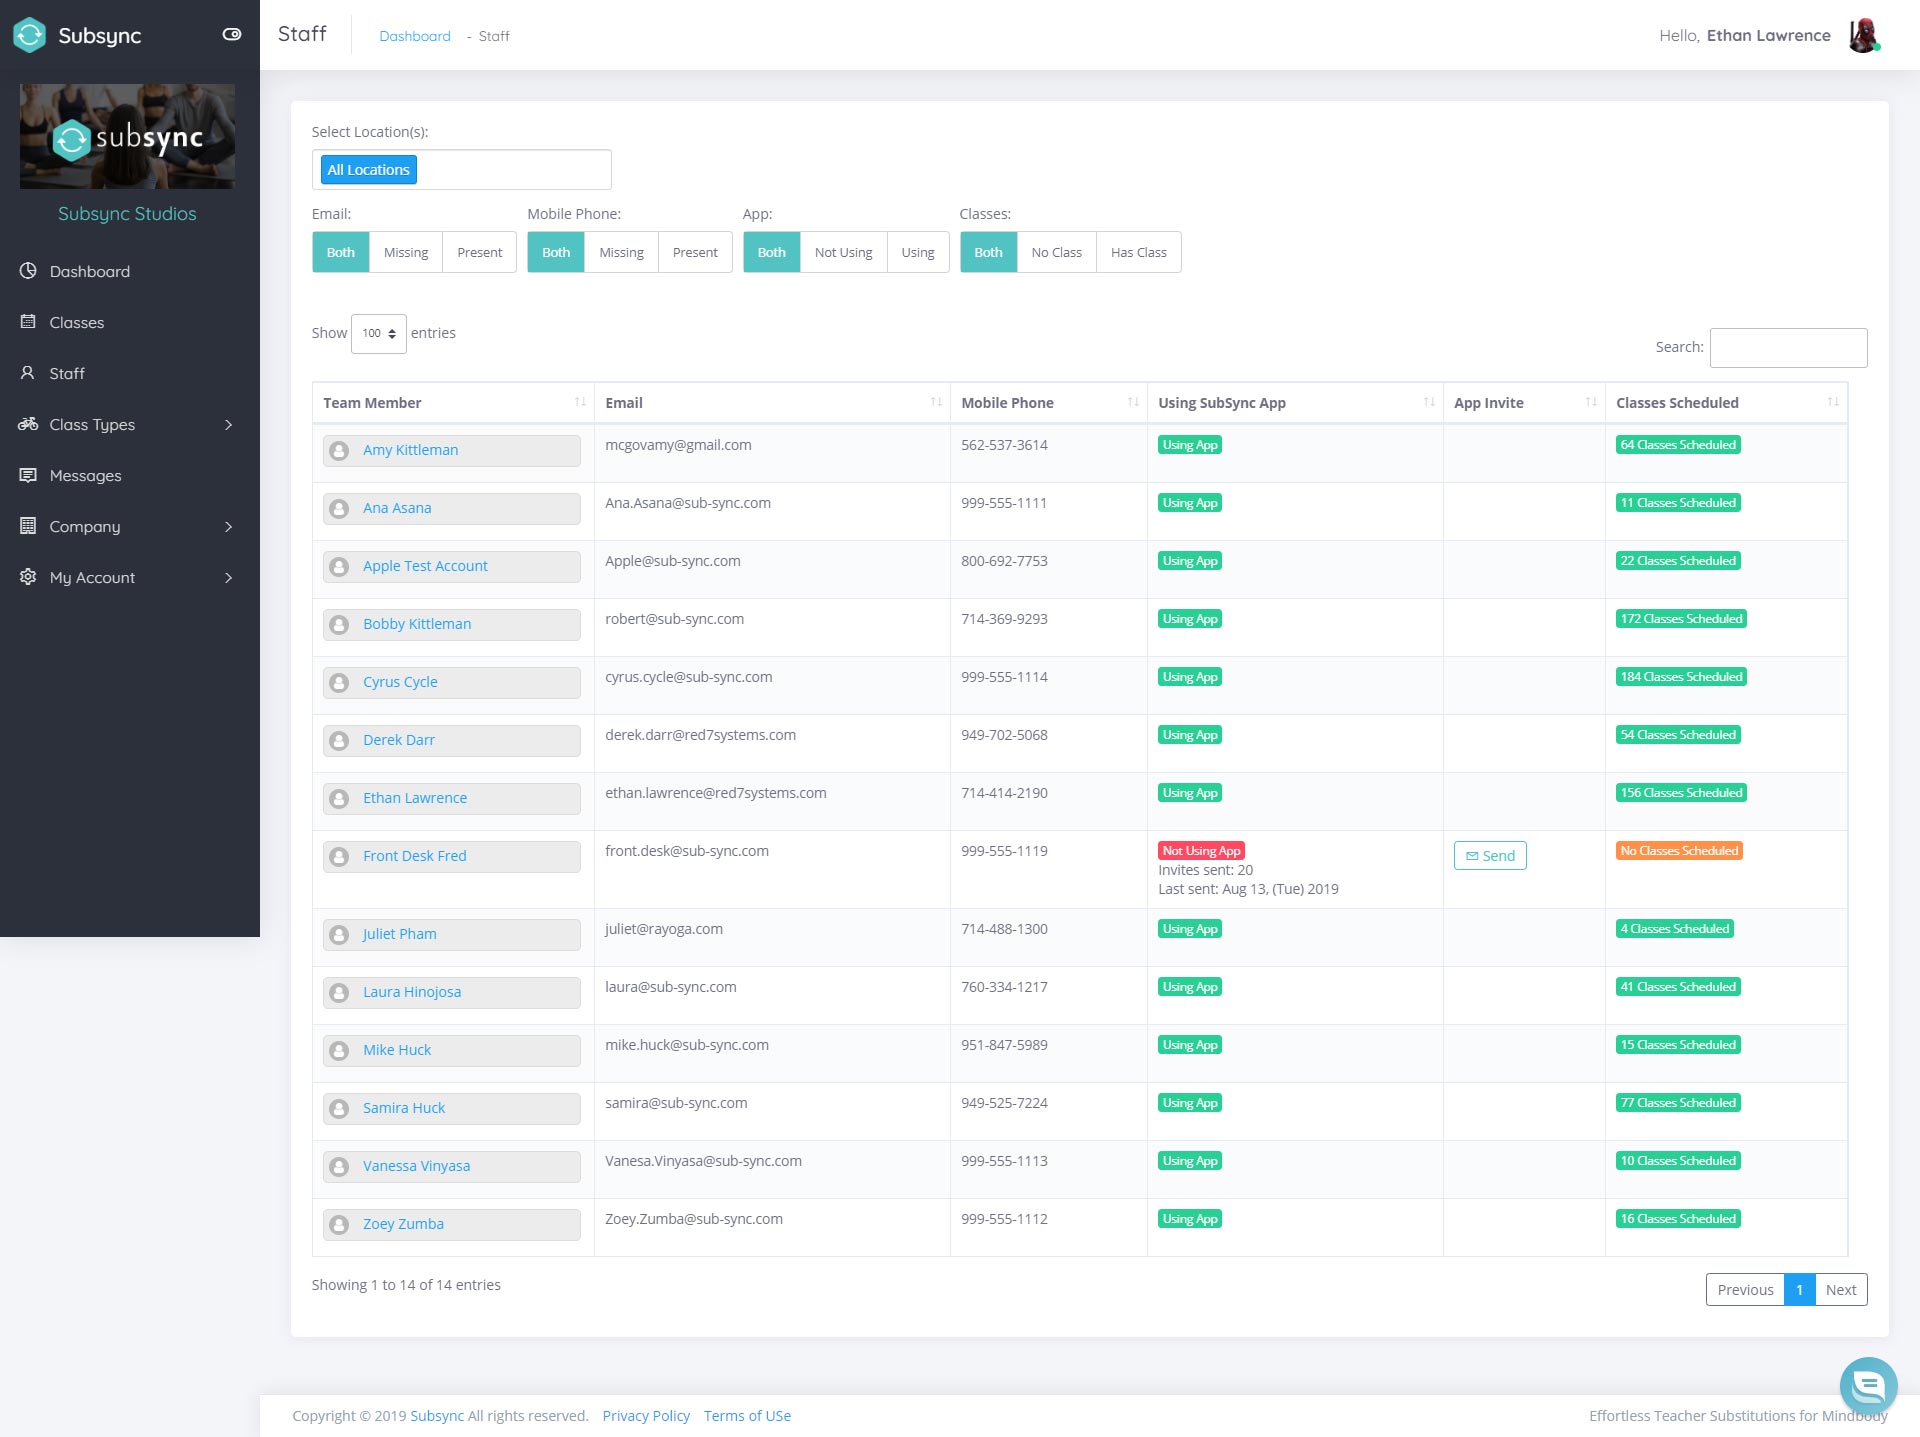 Subsync
Staff
Dashboard - Staff
Hello, Ethan Lawrence
subsync
Subsync Studios
Dashboard
Classes
Staff
Class Types
Messages
Company
My Account
Select Location(s):
All Locations
Email: Mobile Phone: App: Classes:
Both Missing Present Both Missing Present Both Not Using Using Both No Class Has Class
Show 100 entries
Search:
Team Member Email Mobile Phone Using SubSync App App Invite Classes Scheduled
Amy Kittleman mcgovamy@gmail.com 562-537-3614 Using App 64 Classes Scheduled
Ana Asana Ana.Asana@sub-sync.com 999-555-1111 Using App 11 Classes Scheduled
Apple Test Account Apple@sub-sync.com 800-692-7753 Using App 22 Classes Scheduled
Bobby Kittleman robert@sub-sync.com 714-369-9293 Using App 172 Classes Scheduled
Cyrus Cycle cyrus.cycle@sub-sync.com 999-555-1114 Using App 184 Classes Scheduled
Derek Darr derek.darr@red7systems.com 949-702-5068 Using App 54 Classes Scheduled
Ethan Lawrence ethan.lawrence@red7systems.com 714-414-2190 Using App 156 Classes Scheduled
Front Desk Fred front.desk@sub-sync.com 999-555-1119 Not Using App Send No Classes Scheduled
Invites sent: 20
Last sent: Aug 13, (Tue) 2019
Juliet Pham juliet@rayoga.com 714-488-1300 Using App 4 Classes Scheduled
Laura Hinojosa laura@sub-sync.com 760-334-1217 Using App 41 Classes Scheduled
Mike Huck mike.huck@sub-sync.com 951-847-5989 Using App 15 Classes Scheduled
Samira Huck samira@sub-sync.com 949-525-7224 Using App 77 Classes Scheduled
Vanessa Vinyasa Vanesa.Vinyasa@sub-sync.com 999-555-1113 Using App 10 Classes Scheduled
Zoey Zumba Zoey.Zumba@sub-sync.com 999-555-1112 Using App 16 Classes Scheduled
Showing 1 to 14 of 14 entries
Previous 1 Next
Copyright © 2019 Subsync All rights reserved. Privacy Policy Terms of USe
Effortless Teacher Substitutions for Mindbody